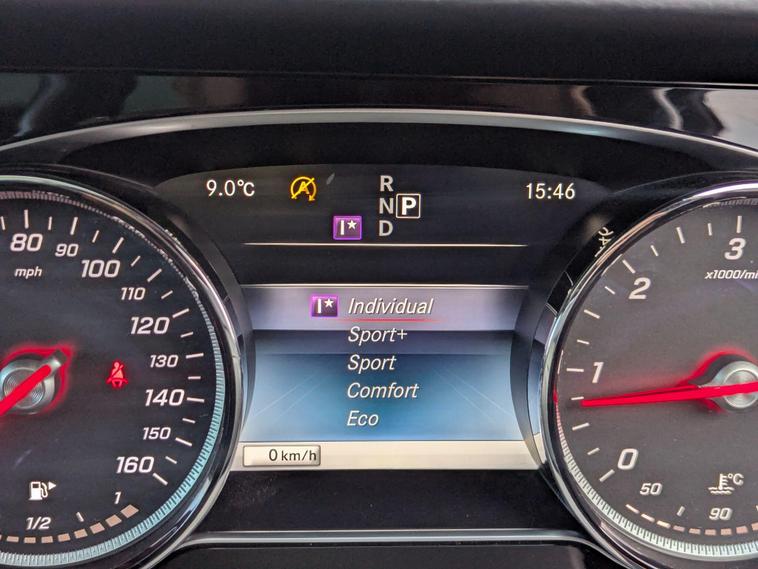 9.0°C
A
R
N P
I★ D
15:46
I★ Individual
Sport+
Sport
Comfort
Eco
0 km/h
80
90
mph
100
110
120
130
140
150
160
1/2
1
3
x1000/mi
2
1
0
°C
50
90